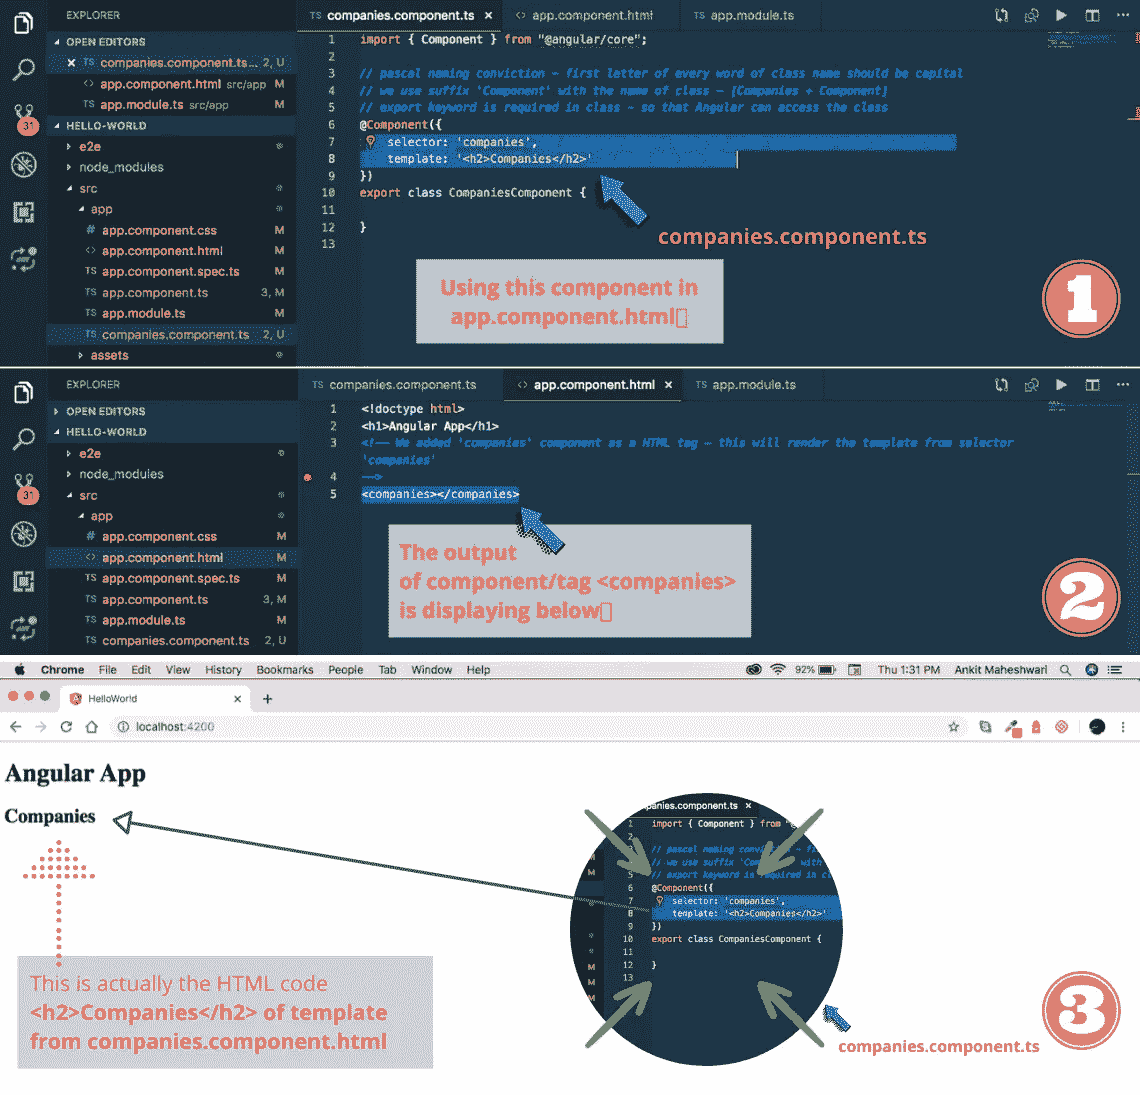 EXPLORER
OPEN EDITORS
companies.component.ts... 2, U
app.component.html src/app M
TS app.module.ts src/app M
HELLO-WORLD
e2e
node_modules
src
app
# app.component.css M
<> app.component.html M
TS app.component.spec.ts M
TS app.component.ts 3, M
TS app.module.ts M
TS companies.component.ts 2, U
assets
31
TS companies.component.ts ×
<> app.component.html
TS app.module.ts
1 import { Component } from "@angular/core";
2
3 // pascal naming conviction – first letter of every word of class name should be capital
4 // we use suffix 'Component' with the name of class – [Companies + Component]
5 // export keyword is required in class – so that Angular can access the class
6 @Component({
7 selector: 'companies',
8 template: '<h2>Companies</h2>'
9 })
10 export class CompaniesComponent {
11
12 }
13
companies.component.ts
Using this component in
app.component.html
1
EXPLORER
OPEN EDITORS
HELLO-WORLD
e2e
node_modules
src
app
# app.component.css M
<> app.component.html M
TS app.component.spec.ts M
TS app.component.ts 3, M
TS app.module.ts M
TS companies.component.ts 2, U
31
TS companies.component.ts
<> app.component.html ×
TS app.module.ts
1 <!doctype html>
2 <h1>Angular App</h1>
3 <!-- We added 'companies' component as a HTML tag – this will render the template from selector
'companies'
4 -->
5 <companies></companies>
The output
of component/tag <companies>
is displaying below
2
Chrome File Edit View History Bookmarks People Tab Window Help
92% Thu 1:31 PM Ankit Maheshwari
HelloWorld × +
localhost:4200
Angular App
Companies
This is actually the HTML code
<h2>Companies</h2> of template
from companies.component.html
panies.component.ts ×
1 import { Component } from
2
// pascal naming conviction – fi
// we use suffix 'Com with
5 // export keyword is required in cl
6 @Component({
7 selector: 'companies',
8 template: '<h2>Companies</h2>'
9 })
10 export class CompaniesComponent {
11
12 }
13
companies.component.ts
3